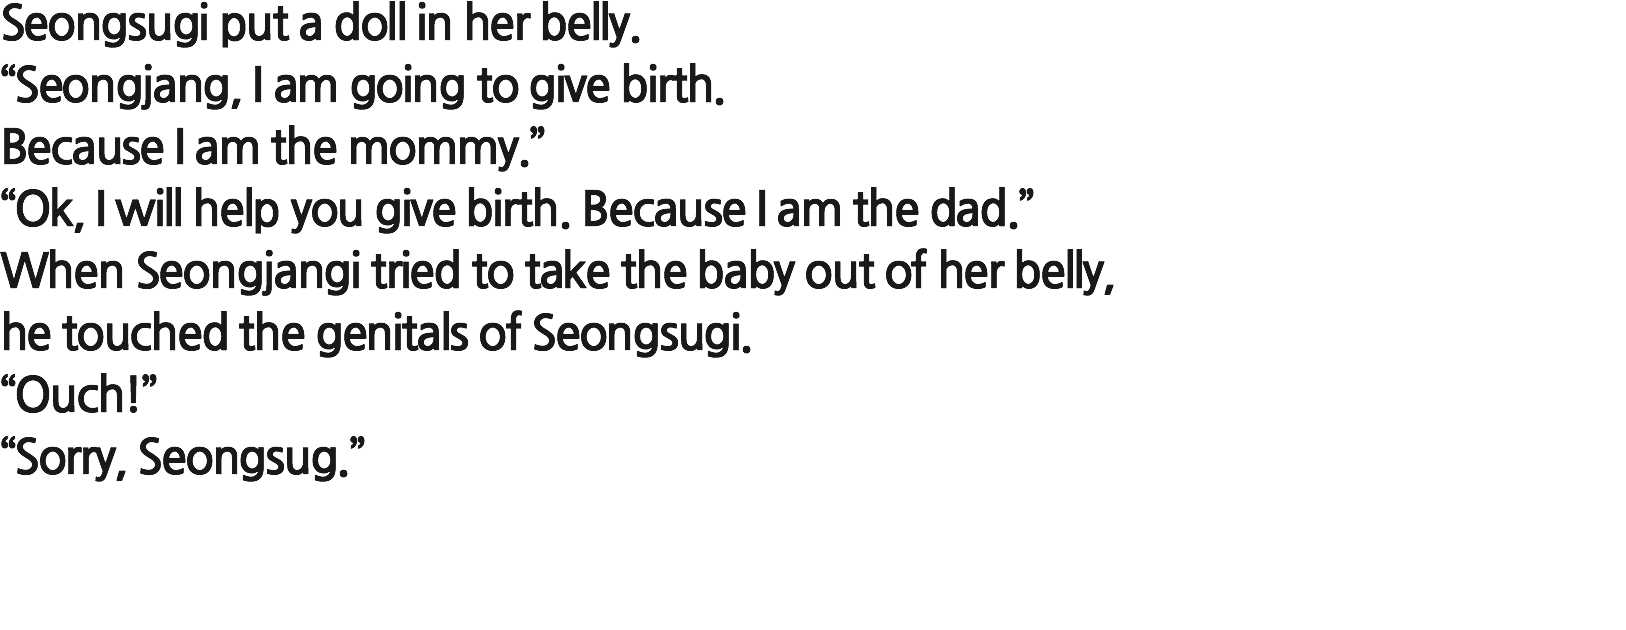 Seongsugi put a doll in her belly.
“Seongjang, I am going to give birth.
Because I am the mommy.”
“Ok, I will help you give birth. Because I am the dad.”
When Seongjangi tried to take the baby out of her belly,
he touched the genitals of Seongsugi.
“Ouch!”
“Sorry, Seongsug.”